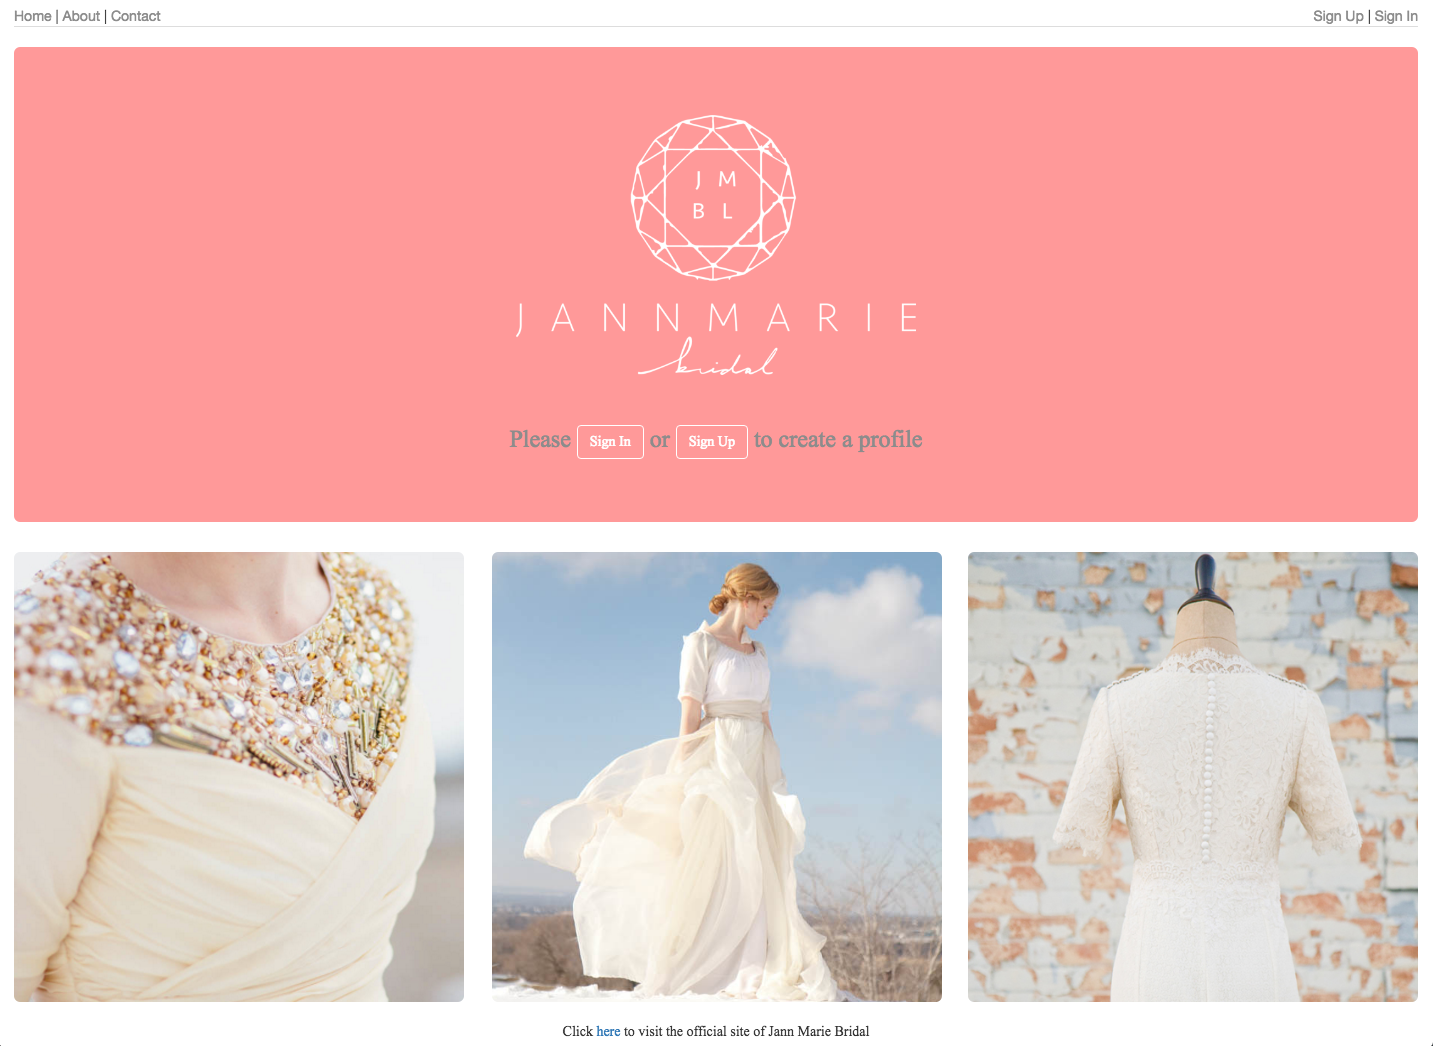 Home | About | Contact
Sign Up | Sign In
J M
B L
JANNMARIE
bridal
Please Sign In or Sign Up to create a profile
Click here to visit the official site of Jann Marie Bridal